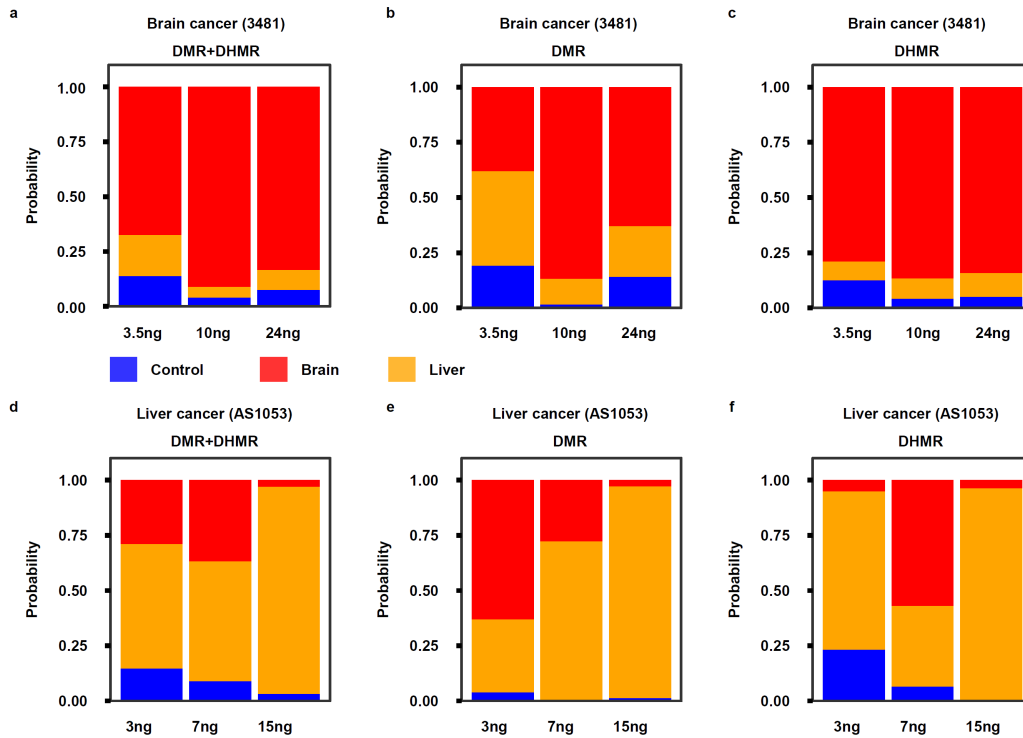 a
Brain cancer (3481)
DMR+DHMR
Probability
1.00
0.75
0.50
0.25
0.00
3.5ng 10ng 24ng
b
Brain cancer (3481)
DMR
Probability
1.00
0.75
0.50
0.25
0.00
3.5ng 10ng 24ng
c
Brain cancer (3481)
DHMR
Probability
1.00
0.75
0.50
0.25
0.00
3.5ng 10ng 24ng
Control Brain Liver
d
Liver cancer (AS1053)
DMR+DHMR
Probability
1.00
0.75
0.50
0.25
0.00
3ng 7ng 15ng
e
Liver cancer (AS1053)
DMR
Probability
1.00
0.75
0.50
0.25
0.00
3ng 7ng 15ng
f
Liver cancer (AS1053)
DHMR
Probability
1.00
0.75
0.50
0.25
0.00
3ng 7ng 15ng